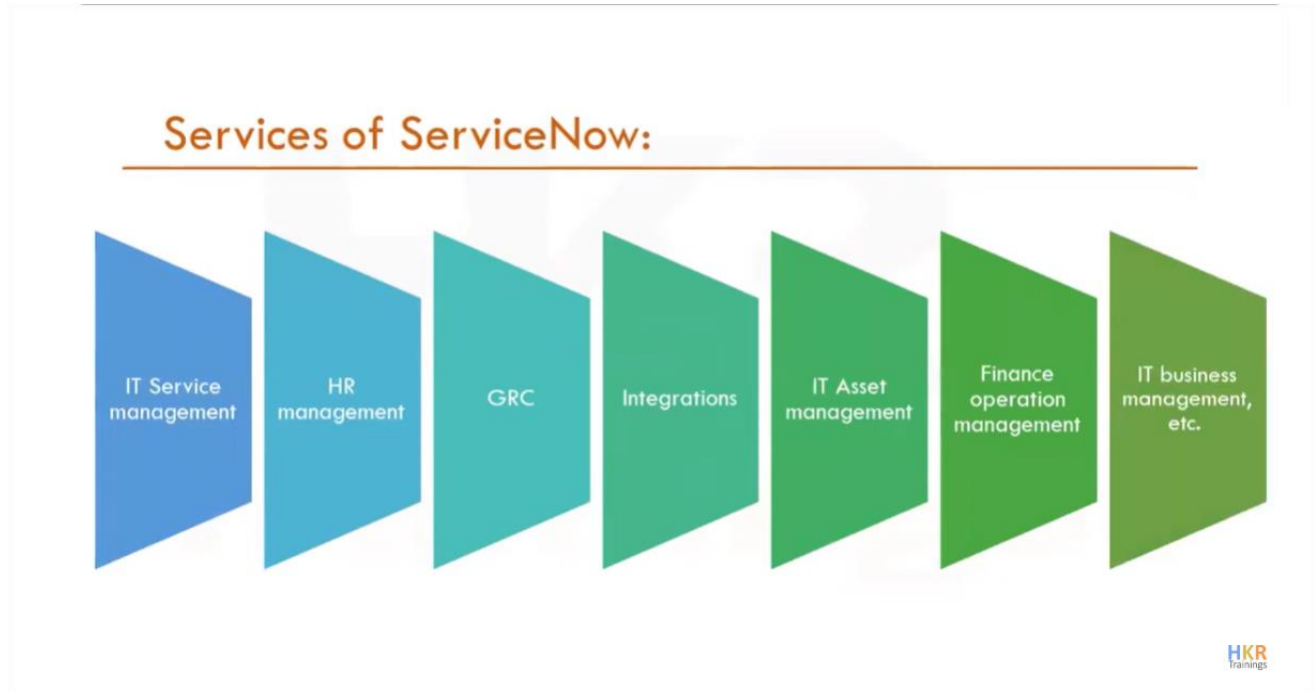 Services of ServiceNow:
IT Service
management
HR
management
GRC
Integrations
IT Asset
management
Finance
operation
management
IT business
management,
etc.
HKR
Trainings